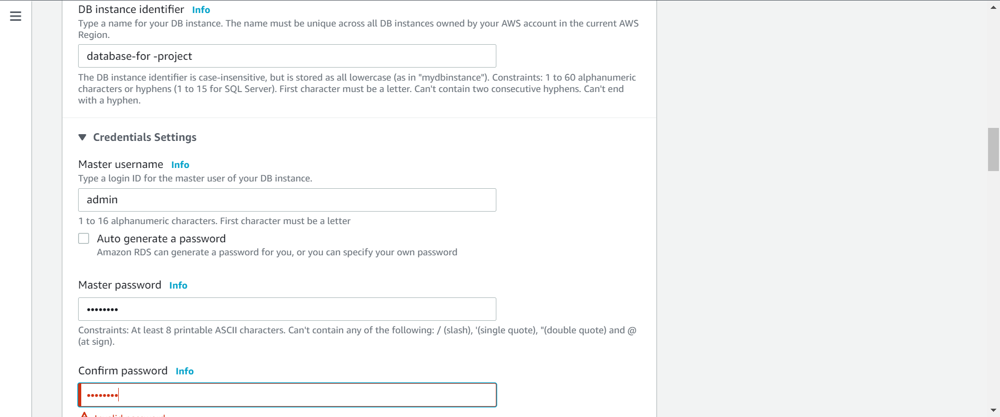 DB instance identifier Info
Type a name for your DB instance. The name must be unique across all DB instances owned by your AWS account in the current AWS
Region.
database-for -project
The DB instance identifier is case-insensitive, but is stored as all lowercase (as in "mydbinstance"). Constraints: 1 to 60 alphanumeric
characters or hyphens (1 to 15 for SQL Server). First character must be a letter. Can't contain two consecutive hyphens. Can't end
with a hyphen.
Credentials Settings
Master username Info
Type a login ID for the master user of your DB instance.
admin
1 to 16 alphanumeric characters. First character must be a letter
Auto generate a password
Amazon RDS can generate a password for you, or you can specify your own password
Master password Info
••••••••
Constraints: At least 8 printable ASCII characters. Can't contain any of the following: / (slash), '(single quote), "(double quote) and @
(at sign).
Confirm password Info
••••••••
Invalid password